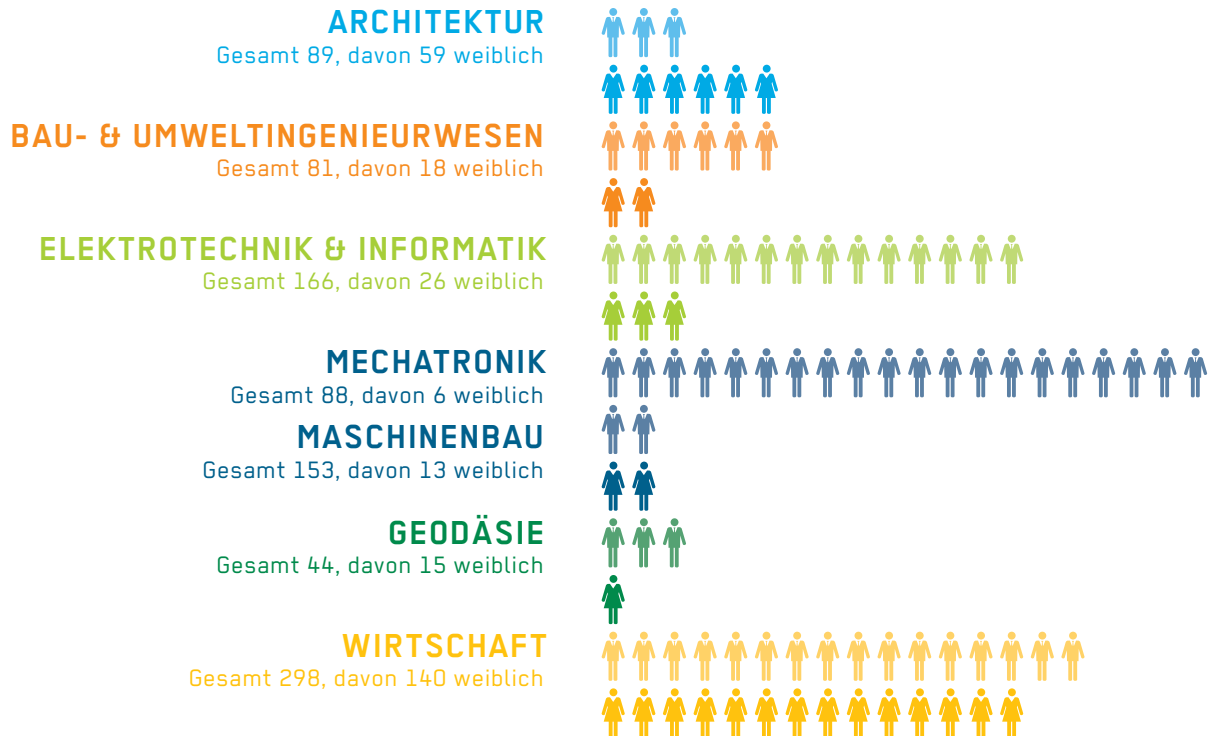 ARCHITEKTUR
Gesamt 89, davon 59 weiblich
BAU- & UMWELTINGENIEURWESEN
Gesamt 81, davon 18 weiblich
ELEKTROTECHNIK & INFORMATIK
Gesamt 166, davon 26 weiblich
MECHATRONIK
Gesamt 88, davon 6 weiblich
MASCHINENBAU
Gesamt 153, davon 13 weiblich
GEODÄSIE
Gesamt 44, davon 15 weiblich
WIRTSCHAFT
Gesamt 298, davon 140 weiblich